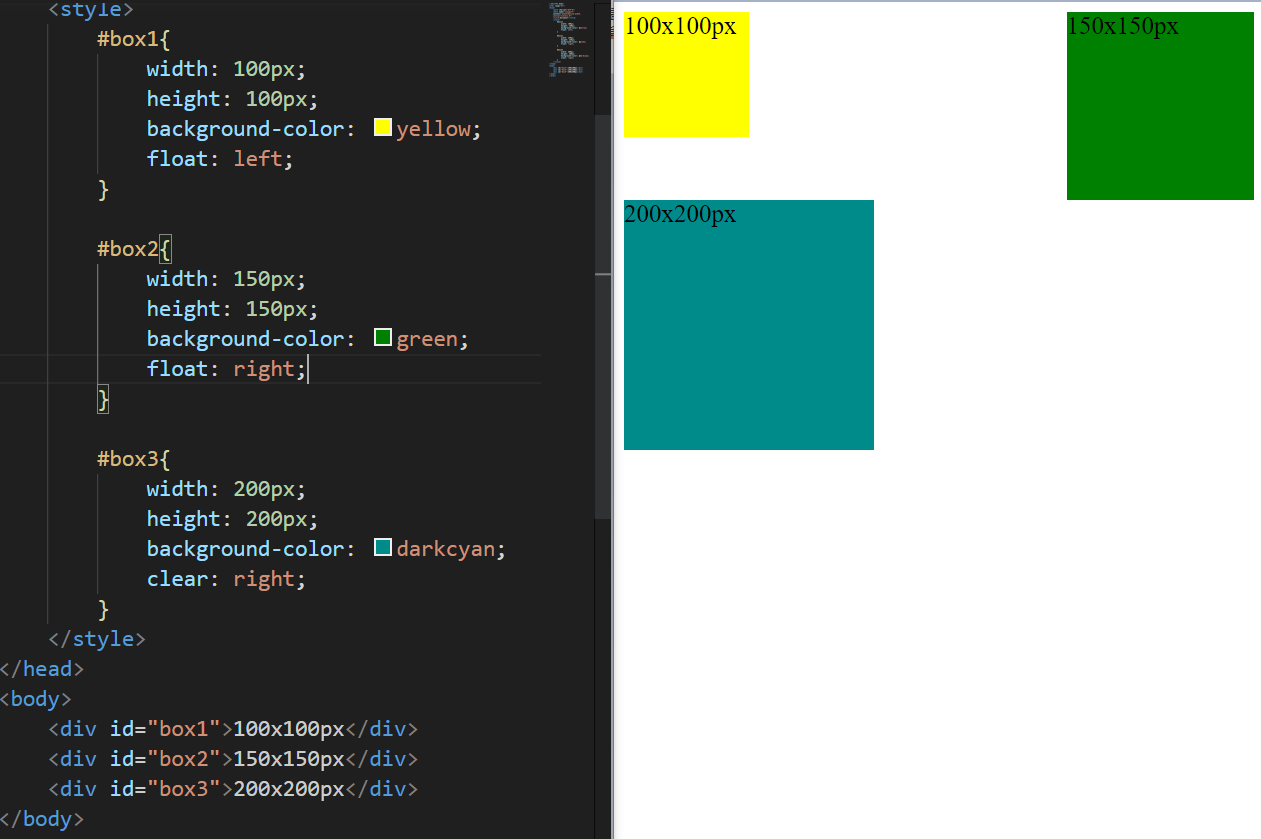 <style>
#box1{
width: 100px;
height: 100px;
background-color: yellow;
float: left;
}
#box2{
width: 150px;
height: 150px;
background-color: green;
float: right;
}
#box3{
width: 200px;
height: 200px;
background-color: darkcyan;
clear: right;
}
</style>
</head>
<body>
<div id="box1">100x100px</div>
<div id="box2">150x150px</div>
<div id="box3">200x200px</div>
</body>
100x100px
150x150px
200x200px